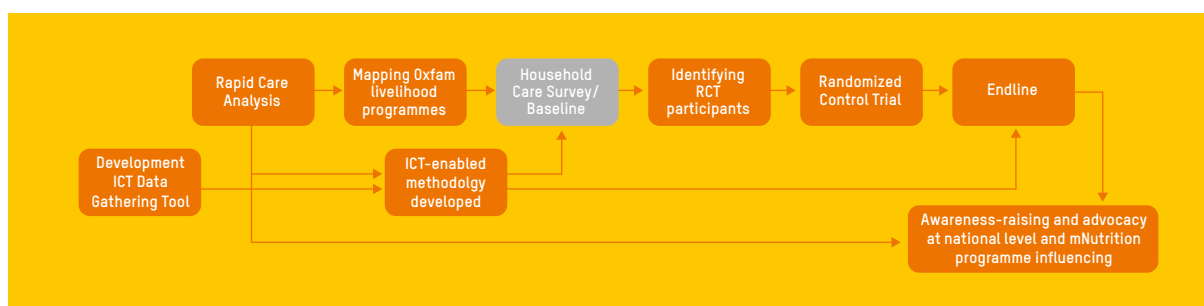 Rapid Care
Analysis
Mapping Oxfam
livelihood
programmes
Household
Care Survey/
Baseline
Identifying
RCT
participants
Randomized
Control Trial
Endline
Development
ICT Data
Gathering Tool
ICT-enabled
methodolgy
developed
Awareness-raising and advocacy
at national level and mNutrition
programme influencing